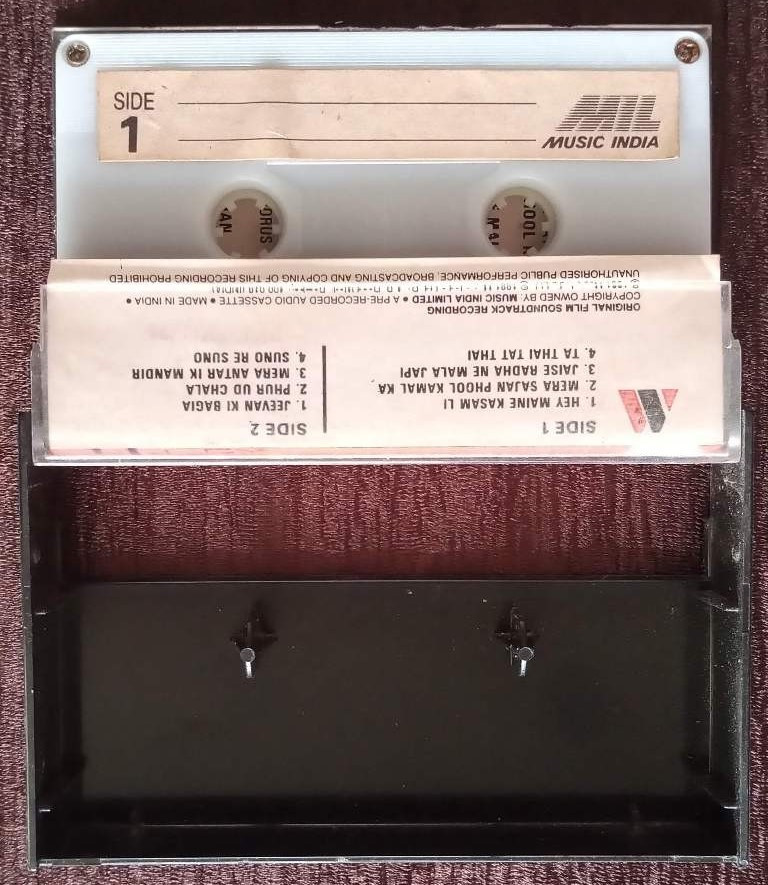 SIDE
1
MIL
MUSIC INDIA
SIDE 1
1. HEY MAINE KASAM LI
2. MERA SAJAN PHOOL KAMAL KA
3. JAISE RADHA NE MALA JAPI
4. TA THAI TAT THAI
SIDE 2
1. JEEVAN KI BAGIA
2. PHUR UD CHALA
3. MERA ANTAR IK MANDIR
4. SUNO RE SUNO
ORIGINAL FILM SOUNDTRACK RECORDING
COPYRIGHT OWNED BY: MUSIC INDIA LIMITED • A PRE-RECORDED AUDIO CASSETTE • MADE IN INDIA •
UNAUTHORISED PUBLIC PERFORMANCE, BROADCASTING AND COPYING OF THIS RECORDING PROHIBITED